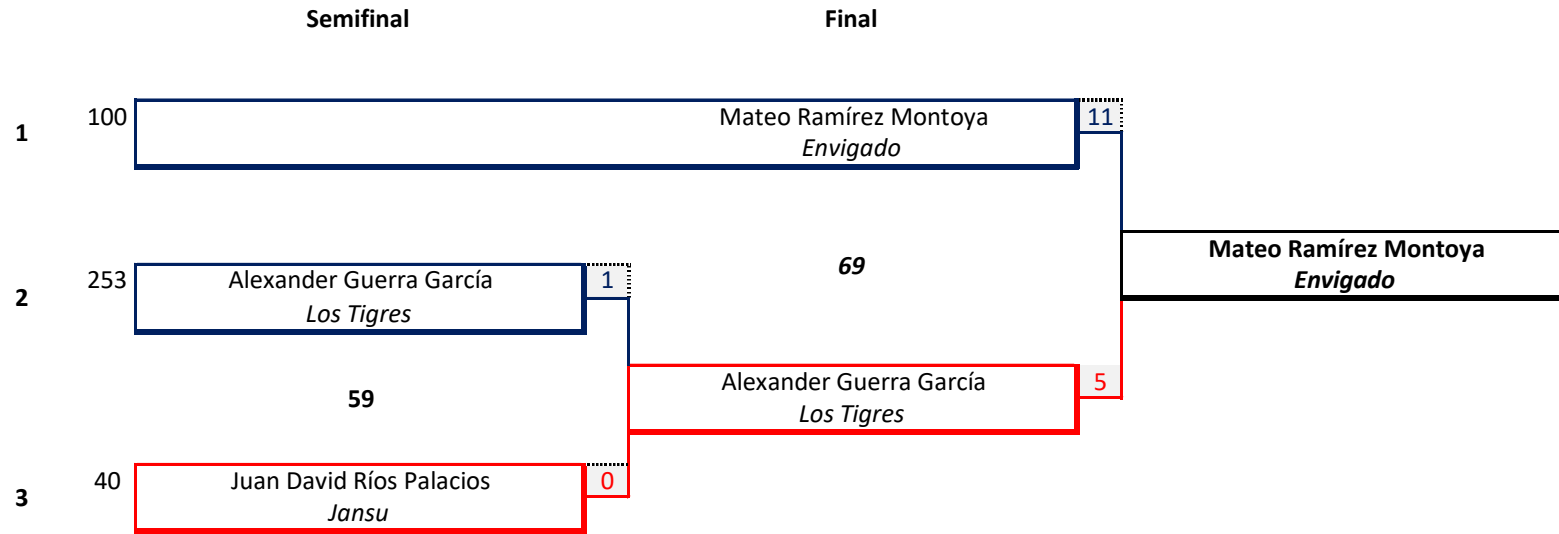 Semifinal Final
1 100 Mateo Ramírez Montoya 11
Envigado
Mateo Ramírez Montoya
Envigado
69
2 253 Alexander Guerra García 1
Los Tigres
Alexander Guerra García 5
Los Tigres
59
3 40 Juan David Ríos Palacios 0
Jansu